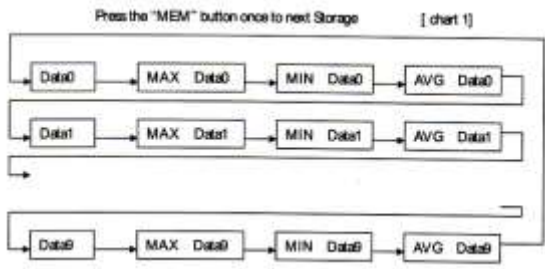 Press the "MEM" button once to next Storage [ chart 1]
Data0 MAX Data0 MIN Data0 AVG Data0
Data1 MAX Data1 MIN Data1 AVG Data1
Data9 MAX Data9 MIN Data9 AVG Data9